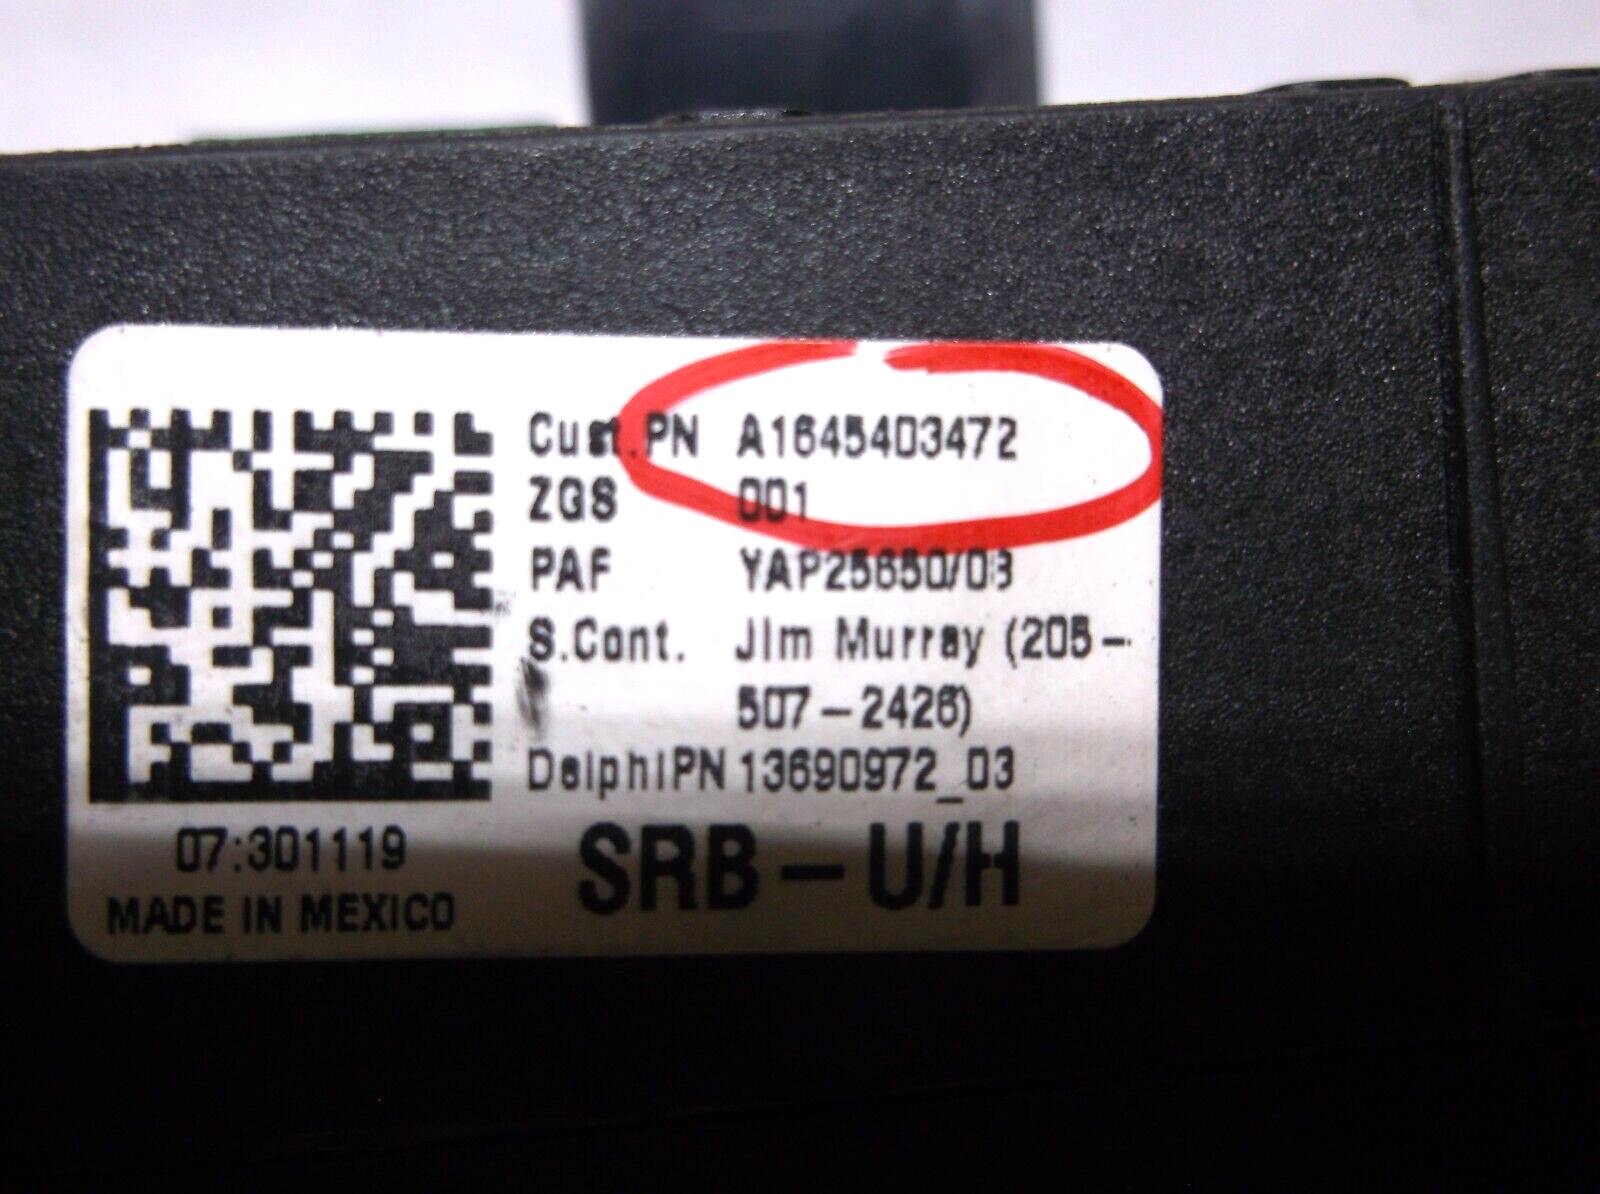 Cust.PN A1645403472
ZGS 001
PAF YAP25650/03
S.Cont. Jim Murray (205-
507-2426)
DelphiPN 13690972_03
07:301119
MADE IN MEXICO
SRB-U/H